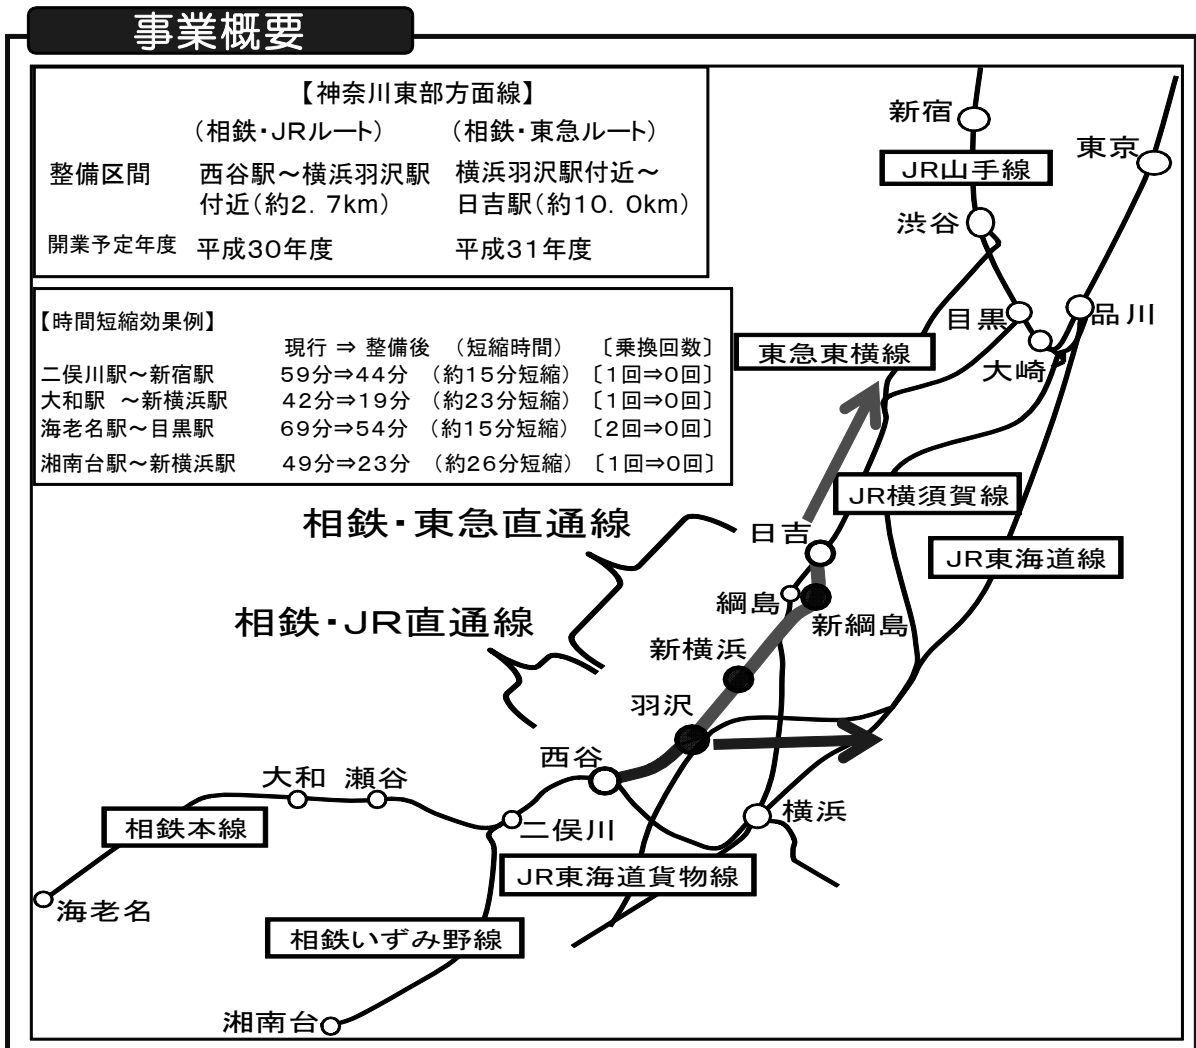 事業概要
【神奈川東部方面線】
（相鉄・JRルート） （相鉄・東急ルート）
整備区間 西谷駅～横浜羽沢駅 横浜羽沢駅付近～
付近（約2．7km） 日吉駅（約10．0km）
開業予定年度 平成30年度 平成31年度
【時間短縮効果例】
現行 ⇒ 整備後 （短縮時間） 〔乗換回数〕
二俣川駅～新宿駅 59分⇒44分 （約15分短縮） 〔1回⇒0回〕
大和駅 ～新横浜駅 42分⇒19分 （約23分短縮） 〔1回⇒0回〕
海老名駅～目黒駅 69分⇒54分 （約15分短縮） 〔2回⇒0回〕
湘南台駅～新横浜駅 49分⇒23分 （約26分短縮） 〔1回⇒0回〕
新宿
東京
JR山手線
渋谷
目黒
品川
東急東横線
大崎
JR横須賀線
相鉄・東急直通線
日吉
JR東海道線
綱島
新綱島
相鉄・JR直通線
新横浜
羽沢
西谷
大和 瀬谷
横浜
相鉄本線
二俣川
JR東海道貨物線
海老名
相鉄いずみ野線
湘南台